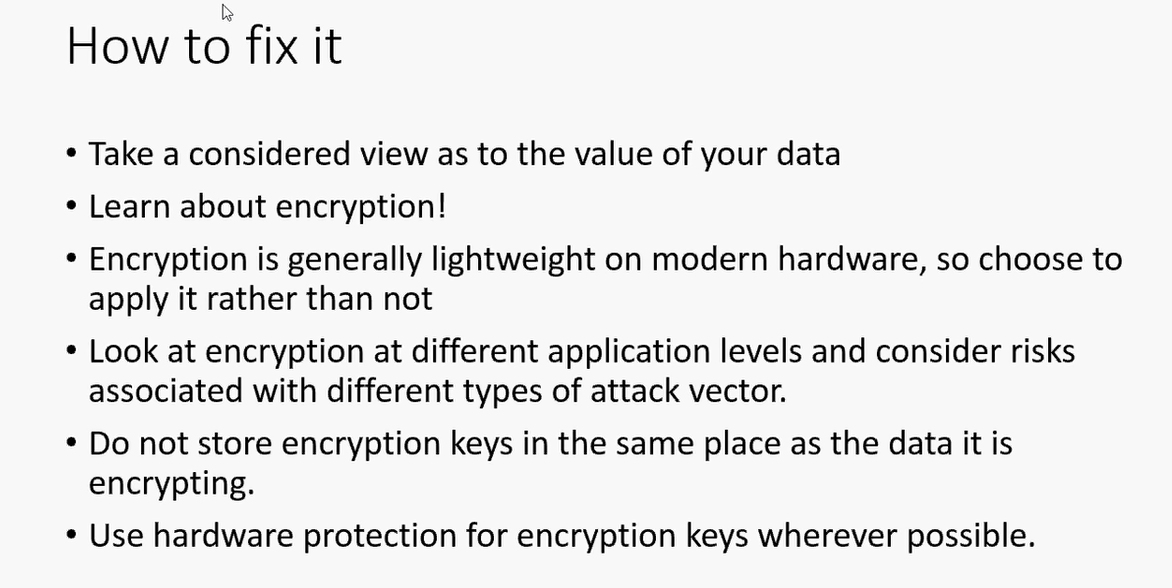 How to fix it
• Take a considered view as to the value of your data
• Learn about encryption!
• Encryption is generally lightweight on modern hardware, so choose to
apply it rather than not
• Look at encryption at different application levels and consider risks
associated with different types of attack vector.
• Do not store encryption keys in the same place as the data it is
encrypting.
• Use hardware protection for encryption keys wherever possible.